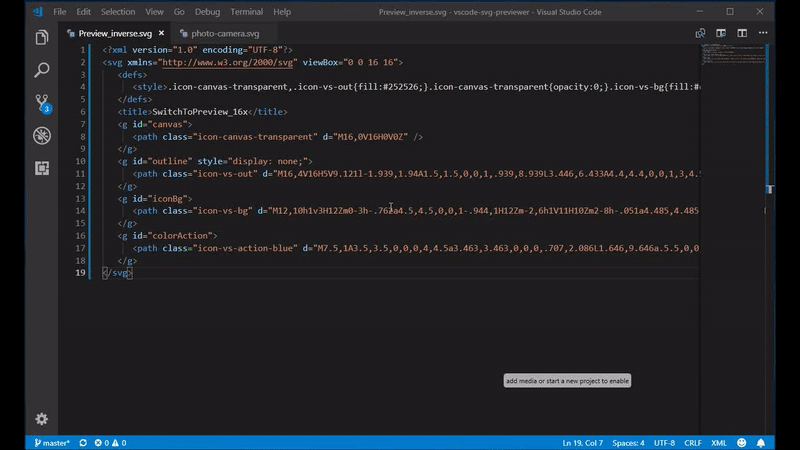 File Edit Selection View Go Debug Terminal Help Preview_inverse.svg - vscode-svg-previewer - Visual Studio Code
Preview_inverse.svg photo-camera.svg
1 <?xml version="1.0" encoding="UTF-8"?>
2 <svg xmlns="http://www.w3.org/2000/svg" viewBox="0 0 16 16">
3 <defs>
4 <style>.icon-canvas-transparent,.icon-vs-out{fill:#252526;}.icon-canvas-transparent{opacity:0;}.icon-vs-bg{fill:#
5 </defs>
6 <title>SwitchToPreview_16x</title>
7 <g id="canvas">
8 <path class="icon-canvas-transparent" d="M16,0V16H0V0Z" />
9 </g>
10 <g id="outline" style="display: none;">
11 <path class="icon-vs-out" d="M16,4V16H5V9.121l-1.939,1.94A1.5,1.5,0,0,1,.939,8.939L3.446,6.433A4.4,4.4,0,0,1,3,4.5
12 </g>
13 <g id="iconBg">
14 <path class="icon-vs-bg" d="M12,10h1v3H12Zm0-3h-.762a4.5,4.5,0,0,1-.944,1H12Zm-2,6h1V11H10Zm2-8h-.051a4.485,4.485
15 </g>
16 <g id="colorAction">
17 <path class="icon-vs-action-blue" d="M7.5,1A3.5,3.5,0,0,0,4,4.5a3.463,3.463,0,0,0,.707,2.086L1.646,9.646a.5.5,0,0,
18 </g>
19 </svg>
3
add media or start a new project to enable
master* 0 0 Ln 19, Col 7 Spaces: 4 UTF-8 CRLF XML